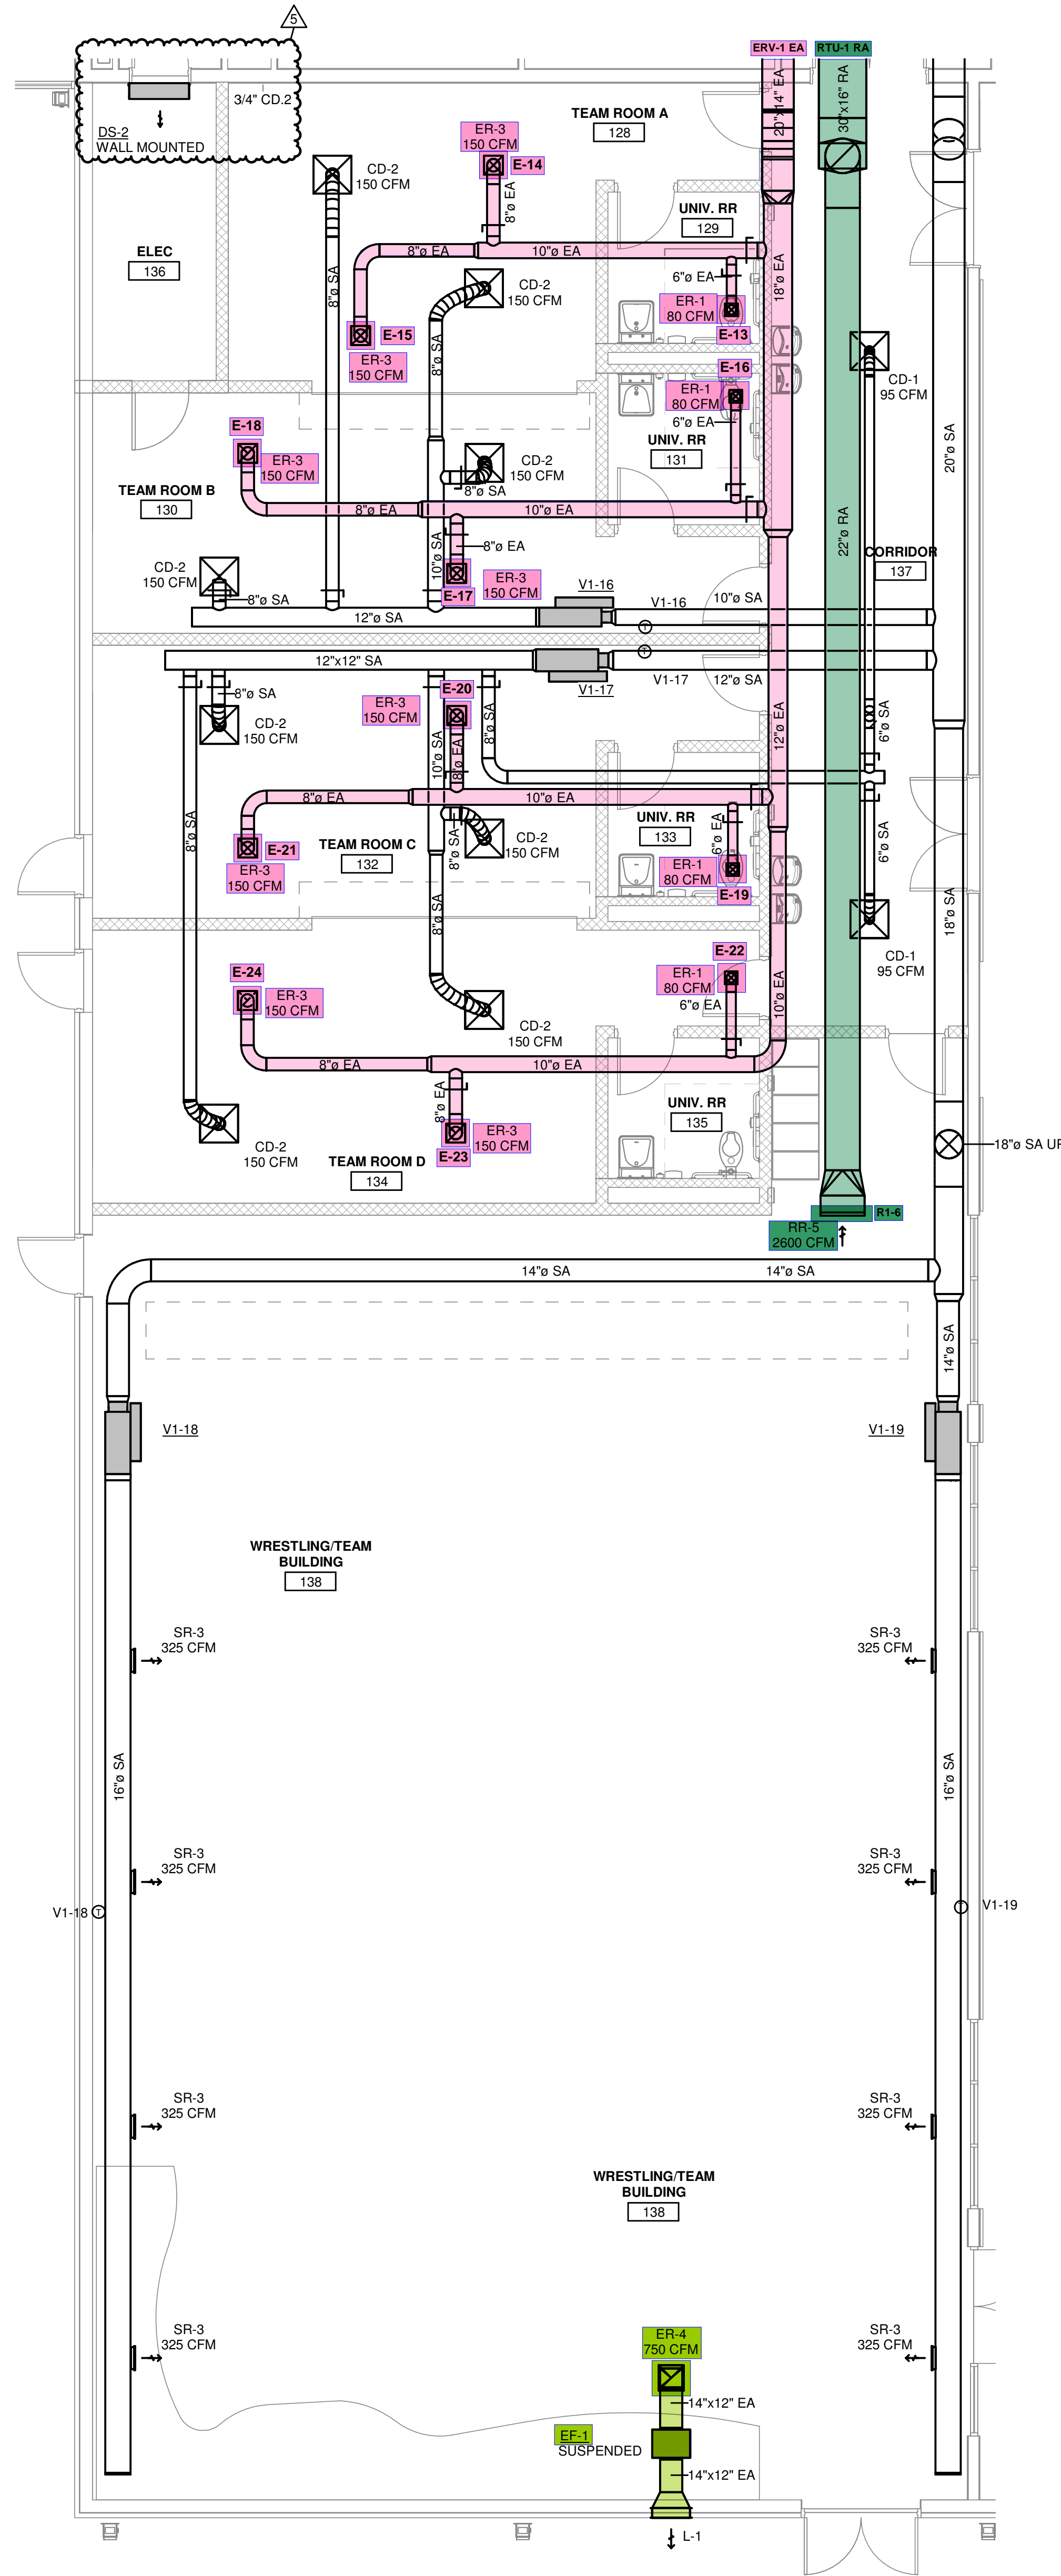 5
ERV-1 EA
RTU-1 RA
20"x14" EA
30"x16" RA
3/4" CD.2
DS-2
WALL MOUNTED
TEAM ROOM A
128
ER-3
150 CFM
E-14
CD-2
150 CFM
8"ø EA
UNIV. RR
129
ELEC
136
8"ø EA
10"ø EA
18"ø EA
6"ø EA
8"ø SA
CD-2
150 CFM
ER-1
80 CFM
E-13
E-15
ER-3
150 CFM
8"ø SA
E-16
ER-1
80 CFM
6"ø EA
CD-1
95 CFM
E-18
ER-3
150 CFM
UNIV. RR
131
20"ø SA
CD-2
150 CFM
8"ø SA
TEAM ROOM B
130
8"ø EA
10"ø EA
22"ø RA
8"ø EA
10"ø SA
CORRIDOR
137
CD-2
150 CFM
ER-3
150 CFM
E-17
8"ø SA
V1-16
V1-16
10"ø SA
12"ø SA
T
T
12"x12" SA
V1-17
V1-17
12"ø SA
8"ø SA
E-20
ER-3
150 CFM
CD-2
150 CFM
8"ø SA
6"ø SA
12"ø EA
10"ø SA
8"ø EA
8"ø EA
10"ø EA
UNIV. RR
133
6"ø EA
8"ø SA
TEAM ROOM C
132
8"ø SA
CD-2
150 CFM
6"ø SA
E-21
ER-3
150 CFM
ER-1
80 CFM
E-19
8"ø SA
18"ø SA
E-22
ER-1
80 CFM
6"ø EA
CD-1
95 CFM
E-24
ER-3
150 CFM
10"ø EA
CD-2
150 CFM
8"ø EA
10"ø EA
8"ø EA
UNIV. RR
135
ER-3
150 CFM
E-23
CD-2
150 CFM
TEAM ROOM D
134
18"ø SA UP
R1-6
RR-5
2600 CFM
14"ø SA
14"ø SA
14"ø SA
V1-18
V1-19
WRESTLING/TEAM
BUILDING
138
SR-3
325 CFM
SR-3
325 CFM
16"ø SA
16"ø SA
SR-3
325 CFM
SR-3
325 CFM
V1-18
T
V1-19
SR-3
325 CFM
SR-3
325 CFM
WRESTLING/TEAM
BUILDING
138
SR-3
325 CFM
SR-3
325 CFM
ER-4
750 CFM
14"x12" EA
EF-1
SUSPENDED
14"x12" EA
L-1